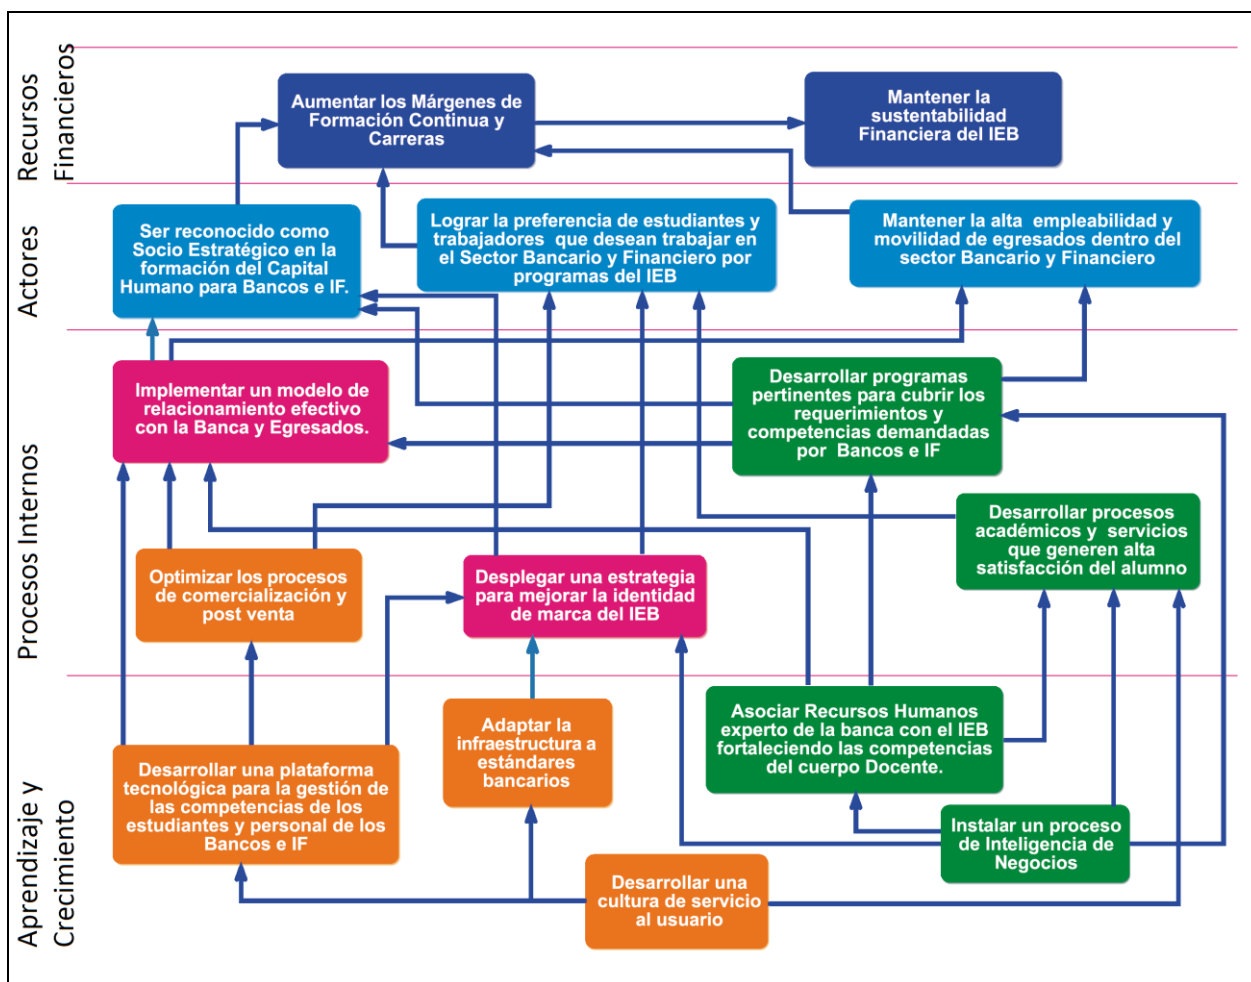 Recursos
Financieros
Aumentar los Márgenes de
Formación Continua y
Carreras
Mantener la
sustentabilidad
Financiera del IEB
Actores
Ser reconocido como
Socio Estratégico en la
formación del Capital
Humano para Bancos e IF.
Lograr la preferencia de estudiantes y
trabajadores que desean trabajar en
el Sector Bancario y Financiero por
programas del IEB
Mantener la alta empleabilidad y
movilidad de egresados dentro del
sector Bancario y Financiero
Procesos Internos
Implementar un modelo de
relacionamiento efectivo
con la Banca y Egresados.
Desarrollar programas
pertinentes para cubrir los
requerimientos y
competencias demandadas
por Bancos e IF
Desarrollar procesos
académicos y servicios
que generen alta
satisfacción del alumno
Optimizar los procesos
de comercialización y
post venta
Desplegar una estrategia
para mejorar la identidad
de marca del IEB
Aprendizaje y
Crecimiento
Desarrollar una plataforma
tecnológica para la gestión de
las competencias de los
estudiantes y personal de los
Bancos e IF
Adaptar la
infraestructura a
estándares
bancarios
Asociar Recursos Humanos
experto de la banca con el IEB
fortaleciendo las competencias
del cuerpo Docente.
Instalar un proceso
de Inteligencia de
Negocios
Desarrollar una
cultura de servicio
al usuario